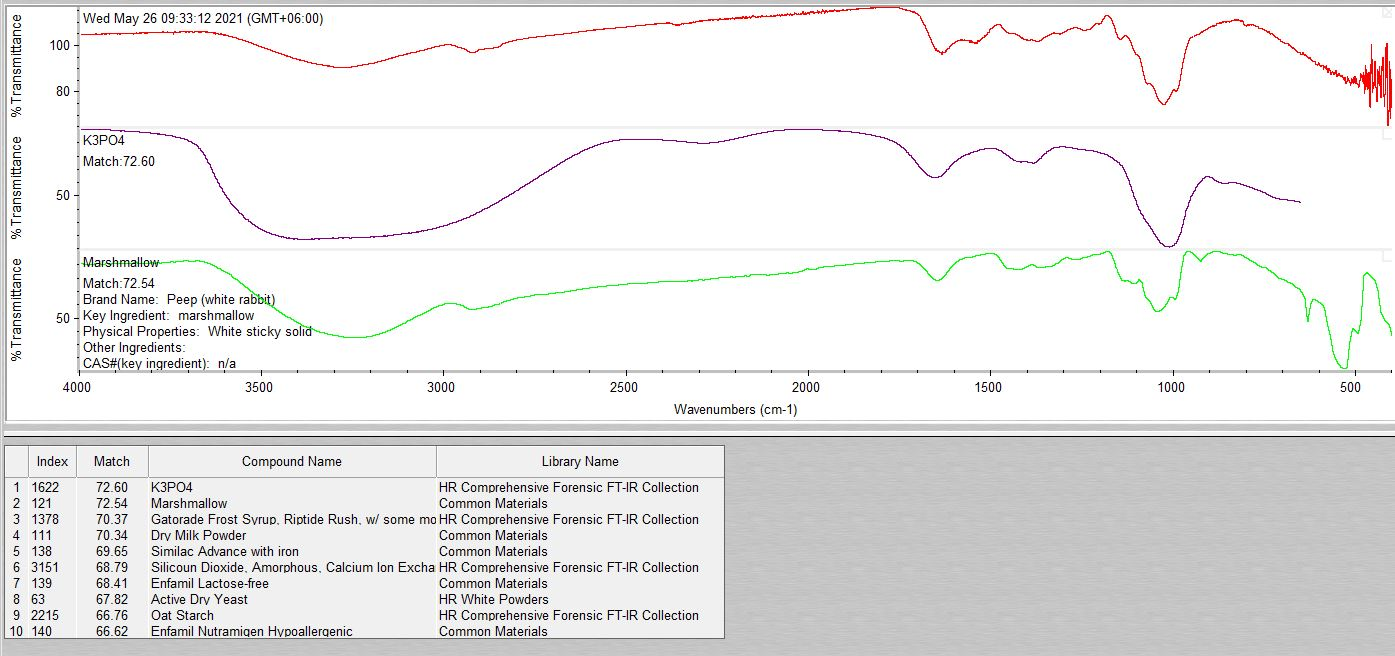 Wed May 26 09:33:12 2021 (GMT+06:00)
% Transmittance
100
80
K3PO4
Match:72.60
% Transmittance
50
Marshmallow
Match:72.54
Brand Name: Peep (white rabbit)
Key Ingredient: marshmallow
Physical Properties: White sticky solid
Other Ingredients:
CAS#(key ingredient): n/a
% Transmittance
50
4000 3500 3000 2500 2000 1500 1000 500
Wavenumbers (cm-1)
Index Match Compound Name Library Name
1 1622 72.60 K3PO4 HR Comprehensive Forensic FT-IR Collection
2 121 72.54 Marshmallow Common Materials
3 1378 70.37 Gatorade Frost Syrup, Riptide Rush, w/ some mo HR Comprehensive Forensic FT-IR Collection
4 111 70.34 Dry Milk Powder Common Materials
5 138 69.65 Similac Advance with iron Common Materials
6 3151 68.79 Silicoun Dioxide, Amorphous, Calcium Ion Excha HR Comprehensive Forensic FT-IR Collection
7 139 68.41 Enfamil Lactose-free Common Materials
8 63 67.82 Active Dry Yeast HR White Powders
9 2215 66.76 Oat Starch HR Comprehensive Forensic FT-IR Collection
10 140 66.62 Enfamil Nutramigen Hypoallergenic Common Materials